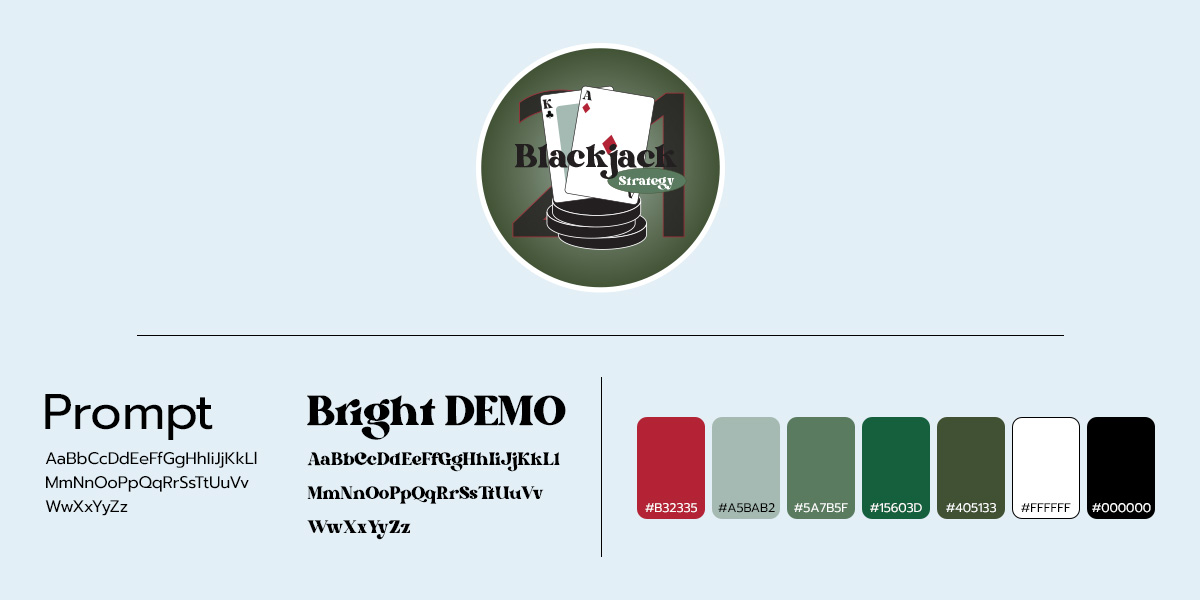 21
K
A
Blackjack
Strategy
Prompt
AaBbCcDdEeFfGgHhIiJjKkLl
MmNnOoPpQqRrSsTtUuVv
WwXxYyZz
Bright DEMO
AaBbCcDdEeFfGgHhIiJjKkLl
MmNnOoPpQqRrSsTtUuVv
WwXxYyZz
#B32335
#A5BAB2
#5A7B5F
#15603D
#405133
#FFFFFF
#000000